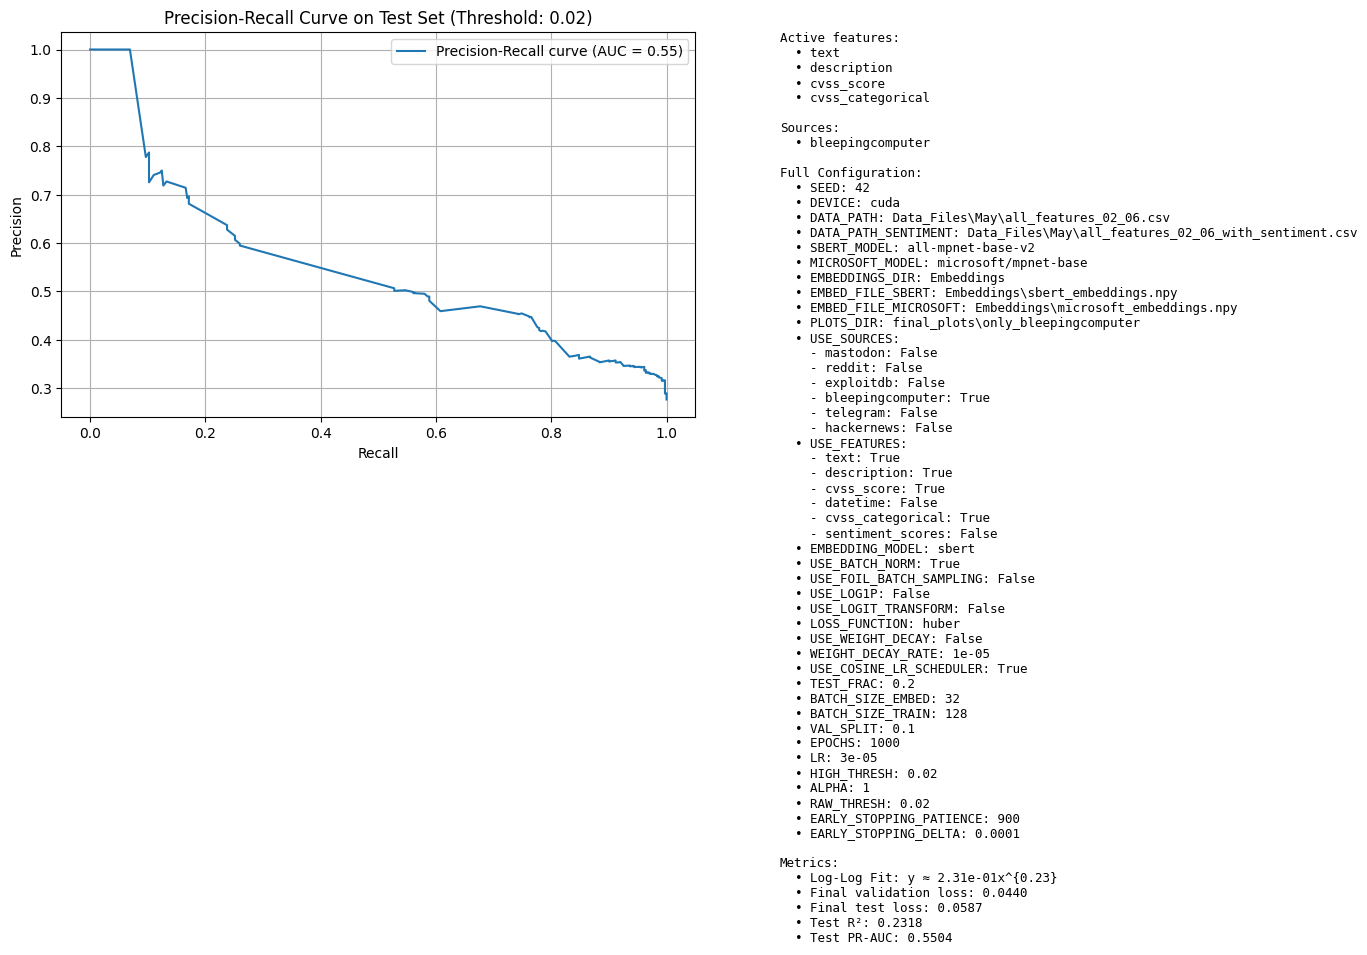 Precision-Recall Curve on Test Set (Threshold: 0.02)
Precision-Recall curve (AUC = 0.55)
1.0
0.9
0.8
0.7
0.6
0.5
0.4
0.3
Precision
0.0
0.2
0.4
0.6
0.8
1.0
Recall
Active features:
• text
• description
• cvss_score
• cvss_categorical
Sources:
• bleepingcomputer
Full Configuration:
• SEED: 42
• DEVICE: cuda
• DATA_PATH: Data_Files\May\all_features_02_06.csv
• DATA_PATH_SENTIMENT: Data_Files\May\all_features_02_06_with_sentiment.csv
• SBERT_MODEL: all-mpnet-base-v2
• MICROSOFT_MODEL: microsoft/mpnet-base
• EMBEDDINGS_DIR: Embeddings
• EMBED_FILE_SBERT: Embeddings\sbert_embeddings.npy
• EMBED_FILE_MICROSOFT: Embeddings\microsoft_embeddings.npy
• PLOTS_DIR: final_plots\only_bleepingcomputer
• USE_SOURCES:
- mastodon: False
- reddit: False
- exploitdb: False
- bleepingcomputer: True
- telegram: False
- hackernews: False
• USE_FEATURES:
- text: True
- description: True
- cvss_score: True
- datetime: False
- cvss_categorical: True
- sentiment_scores: False
• EMBEDDING_MODEL: sbert
• USE_BATCH_NORM: True
• USE_FOIL_BATCH_SAMPLING: False
• USE_LOG1P: False
• USE_LOGIT_TRANSFORM: False
• LOSS_FUNCTION: huber
• USE_WEIGHT_DECAY: False
• WEIGHT_DECAY_RATE: 1e-05
• USE_COSINE_LR_SCHEDULER: True
• TEST_FRAC: 0.2
• BATCH_SIZE_EMBED: 32
• BATCH_SIZE_TRAIN: 128
• VAL_SPLIT: 0.1
• EPOCHS: 1000
• LR: 3e-05
• HIGH_THRESH: 0.02
• ALPHA: 1
• RAW_THRESH: 0.02
• EARLY_STOPPING_PATIENCE: 900
• EARLY_STOPPING_DELTA: 0.0001
Metrics:
• Log-Log Fit: y ≈ 2.31e-01x^{0.23}
• Final validation loss: 0.0440
• Final test loss: 0.0587
• Test R²: 0.2318
• Test PR-AUC: 0.5504